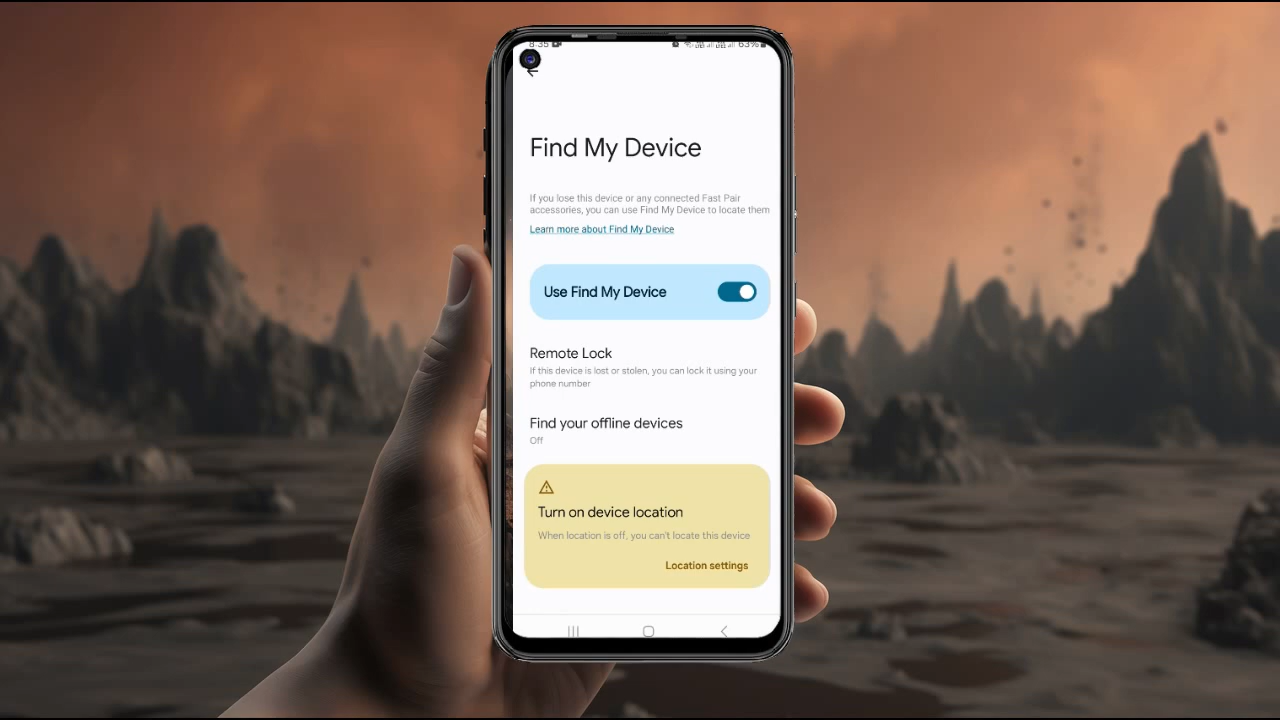 8:35
63%
Find My Device
If you lose this device or any connected Fast Pair
accessories, you can use Find My Device to locate them
Learn more about Find My Device
Use Find My Device
Remote Lock
If this device is lost or stolen, you can lock it using your
phone number
Find your offline devices
Off
Turn on device location
When location is off, you can't locate this device
Location settings